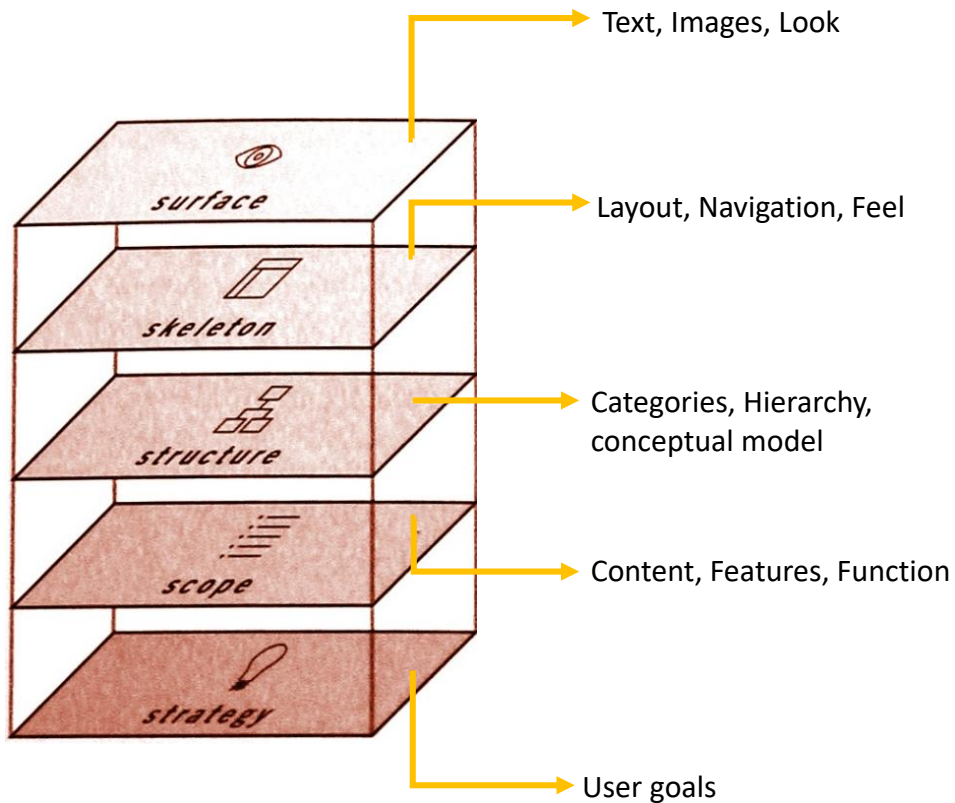 Text, Images, Look
surface
Layout, Navigation, Feel
skeleton
Categories, Hierarchy,
conceptual model
structure
Content, Features, Function
scope
strategy
User goals